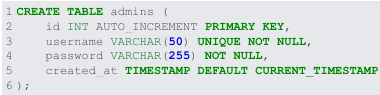 1 CREATE TABLE admins (
2     id INT AUTO_INCREMENT PRIMARY KEY,
3     username VARCHAR(50) UNIQUE NOT NULL,
4     password VARCHAR(255) NOT NULL,
5     created_at TIMESTAMP DEFAULT CURRENT_TIMESTAMP
6 );